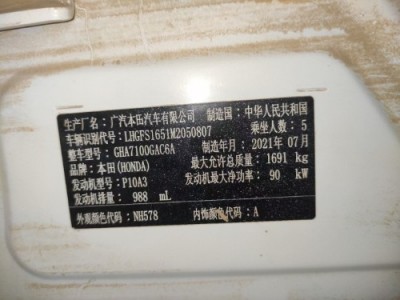 生产厂名: 广汽本田汽车有限公司 制造国: 中华人民共和国
车辆识别代号: LHGFS1651M2050807 乘坐人数: 5
整车型号: GHA7100GAC6A 制造年月: 2021年07月
品牌: 本田(HONDA) 最大允许总质量: 1691 kg
发动机型号: P10A3 发动机最大净功率: 90 kW
发动机排量: 988 mL
外观颜色代码: NH578 内饰颜色代码: A